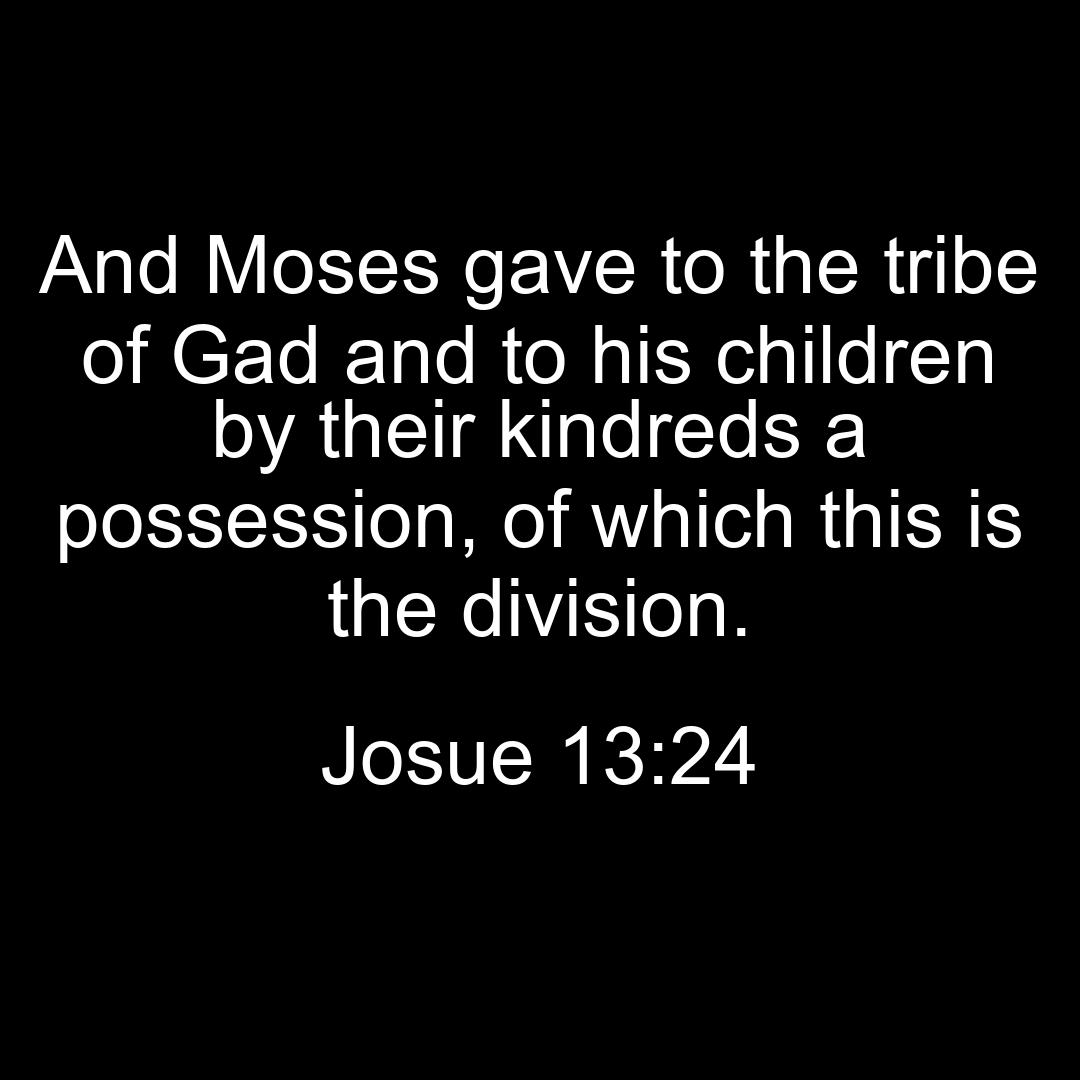 And Moses gave to the tribe
of Gad and to his children
by their kindreds a
possession, of which this is
the division.
Josue 13:24